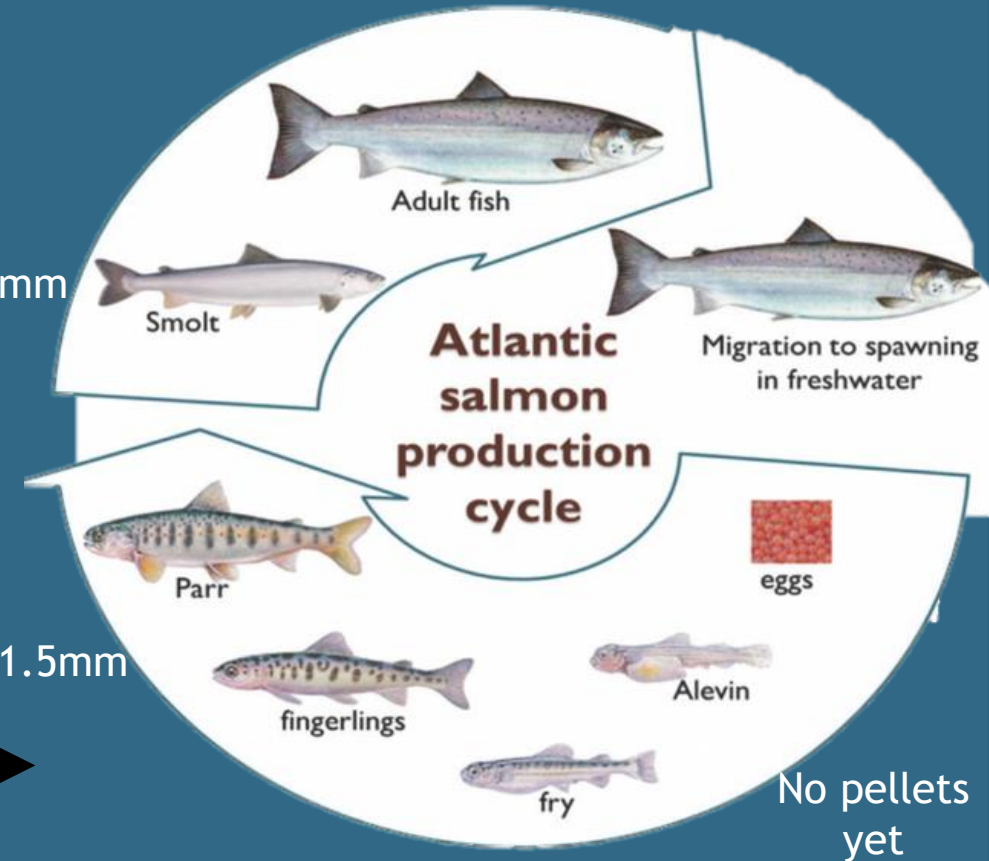 Adult fish
mm
Smolt
Atlantic
salmon
production
cycle
Migration to spawning
in freshwater
Parr
eggs
1.5mm
fingerlings
Alevin
fry
No pellets
yet